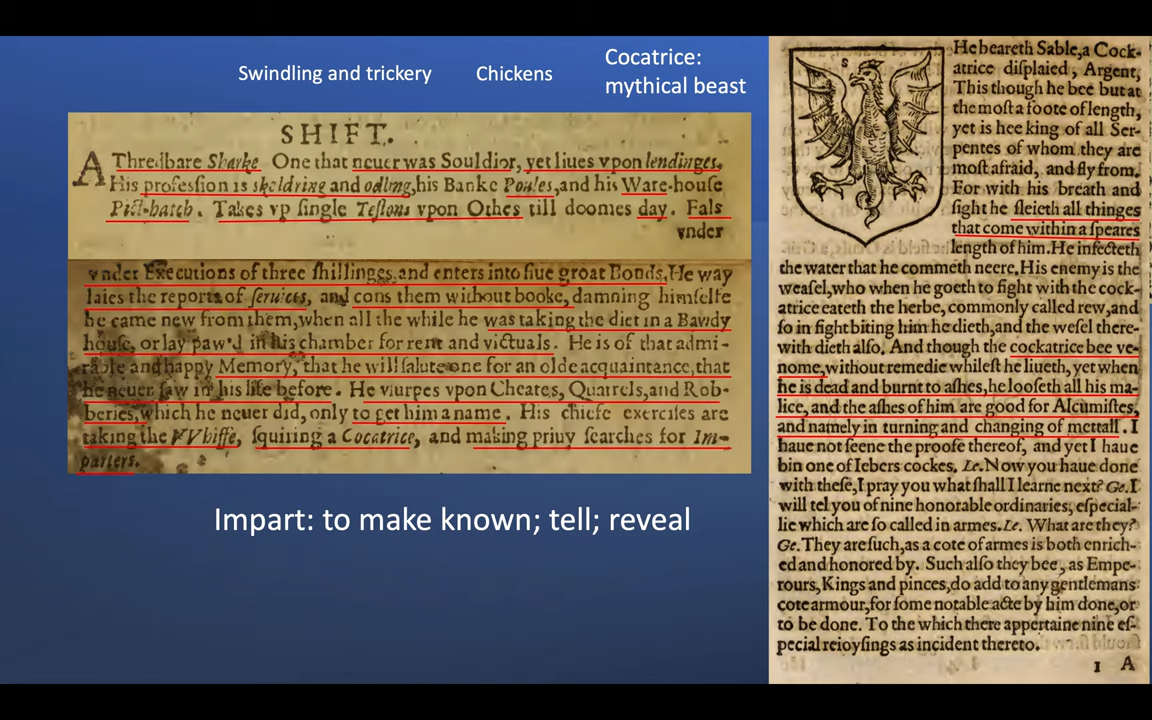 Swindling and trickery
Chickens
Cocatrice:
mythical beast
SHIFT.
A Thredbare Sharke. One that neuer was Souldior, yet liues vpon lendinges.
His profession is skeldring and odling, his Banke Poules, and his Ware-house
Pict-hatch. Takes vp single Testons vpon Othes till doomes day. Fals
vnder
vnder Executions of three shillings, and enters into fiue groat Bonds. He way
laies the reports of seruices, and cons them without booke, damning himselfe
he came new from them, when all the while he was taking the diet in a Bawdy
house, or lay paw'd in his chamber for rent and victuals. He is of that admi-
rable and happy Memory, that he will salute one for an olde acquaintance, that
he neuer saw in his life before. He vsurpes vpon Cheates, Quarrels, and Rob-
beries, which he neuer did, only to get him a name. His chiefe exercises are
taking the VVhiffe, squiring a Cocatrice, and making priuy searches for Im-
parters.
Impart: to make known; tell; reveal
S
He beareth Sable, a Cock-
atrice displaied, Argent,
This though he bee but at
the most a foote of length,
yet is hee king of all Ser-
pentes of whom they are
most afraid, and fly from.
For with his breath and
sight he sleieth all thinges
that come within a speares
length of him. He infecteth
the water that he commeth neere. His enemy is the
weasel, who when he goeth to fight with the cock-
atrice eateth the herbe, commonly called rew, and
so in fight biting him he dieth, and the wesel there-
with dieth also. And though the cockatrice bee ve-
nome, without remedie whilest he liueth, yet when
he is dead and burnt to ashes, he looseth all his ma-
lice, and the ashes of him are good for Alcumistes,
and namely in turning and changing of mettall. I
haue not seene the proofe thereof, and yet I haue
bin one of Iebers cockes. Le. Now you haue done
with these, I pray you what shall I learne next? Ge. I
will tell you of nine honorable ordinaries, especial-
lie which are so called in armes. Le. What are they?
Ge. They are such, as a cote of armes is both enrich-
ed and honored by. Such also they bee, as Empe-
rours, Kings and pinces, do add to any gentlemans
cote armour, for some notable acte by him done, or
to be done. To the which there appertaine nine es-
pecial reioysings as incident thereto.
1 A